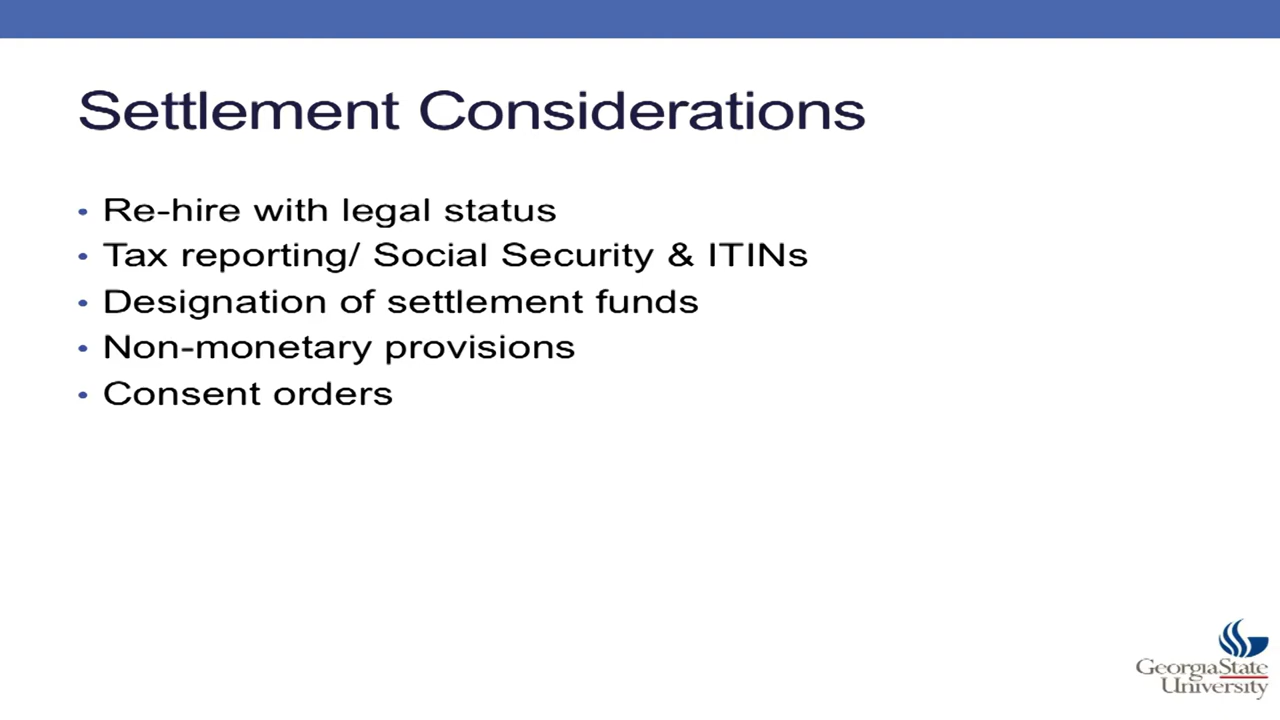 Settlement Considerations
• Re-hire with legal status
• Tax reporting/ Social Security & ITINs
• Designation of settlement funds
• Non-monetary provisions
• Consent orders
GeorgiaState
University